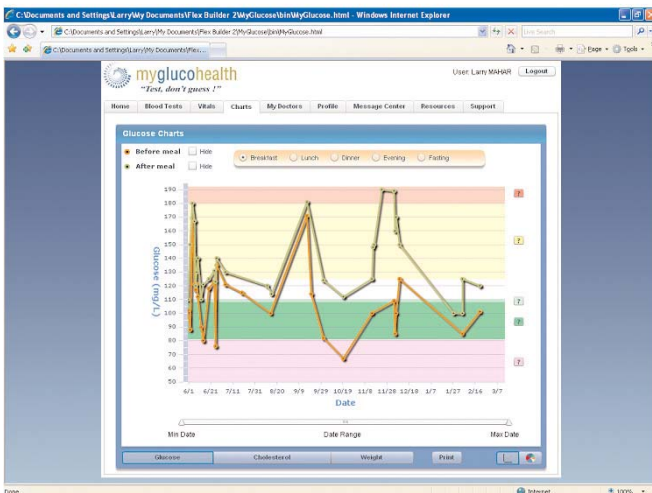 C:\Documents and Settings\Larry\My Documents\Flex Builder 2\MyGlucose\bin\MyGlucose.html - Windows Internet Explorer
C:\Documents and Settings\Larry\My Documents\Flex Builder 2\MyGlucose\bin\MyGlucose.html
Live Search
C:\Documents and Settings\Larry\My Documents\Flex...
Page
Tools
myglucohealth
"Test, don't guess !"
User: Larry MAHAR
Logout
Home Blood Tests Vitals Charts My Doctors Profile Message Center Resources Support
Glucose Charts
Before meal Hide
After meal Hide
Breakfast Lunch Dinner Evening Fasting
190
180
170
160
150
140
130
120
110
100
90
80
70
60
50
Glucose (mg/L)
?
?
?
?
?
6/1 6/21 7/11 7/31 8/20 9/9 9/29 10/19 11/8 11/28 12/18 1/7 1/27 2/16 3/7
Date
Min Date Date Range Max Date
Glucose Cholesterol Weight Print
Done Internet 100%